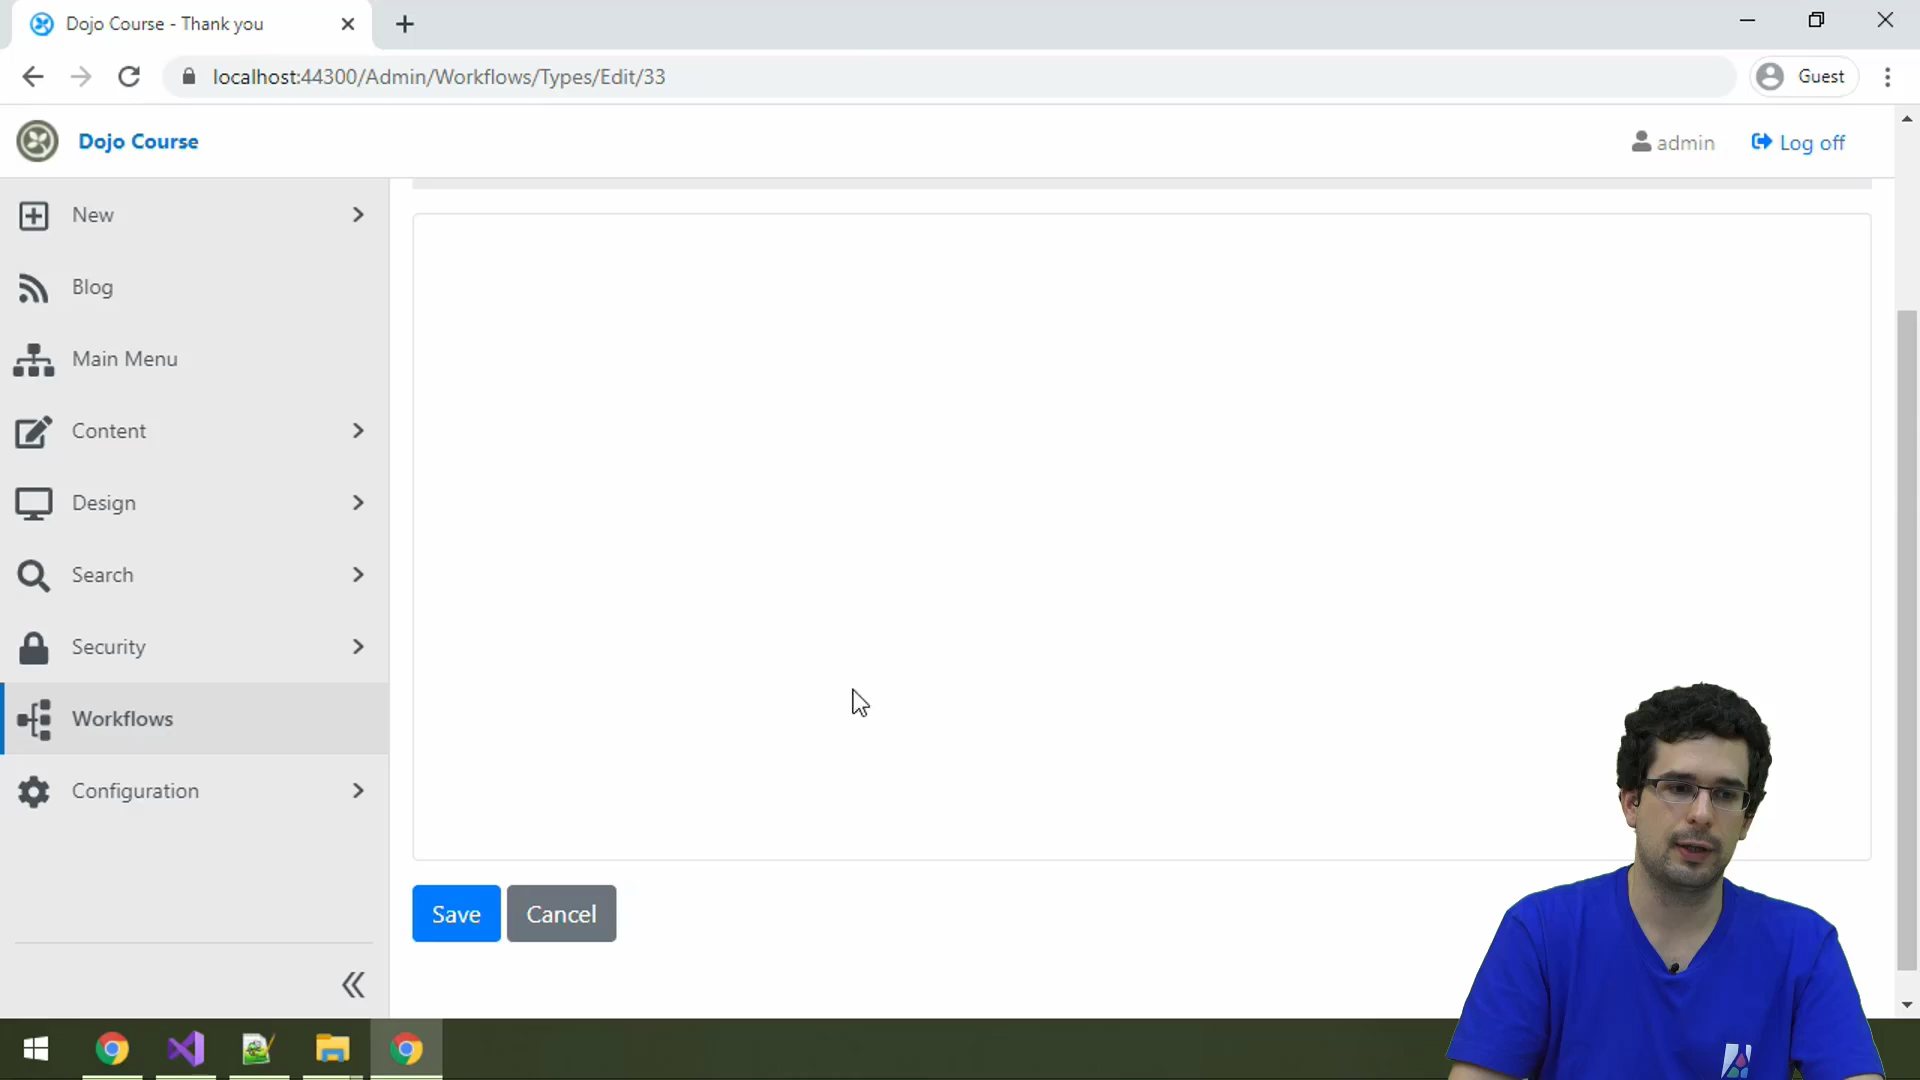 Dojo Course - Thank you
localhost:44300/Admin/Workflows/Types/Edit/33
Guest
Dojo Course
admin
Log off
New
Blog
Main Menu
Content
Design
Search
Security
Workflows
Configuration
Save
Cancel